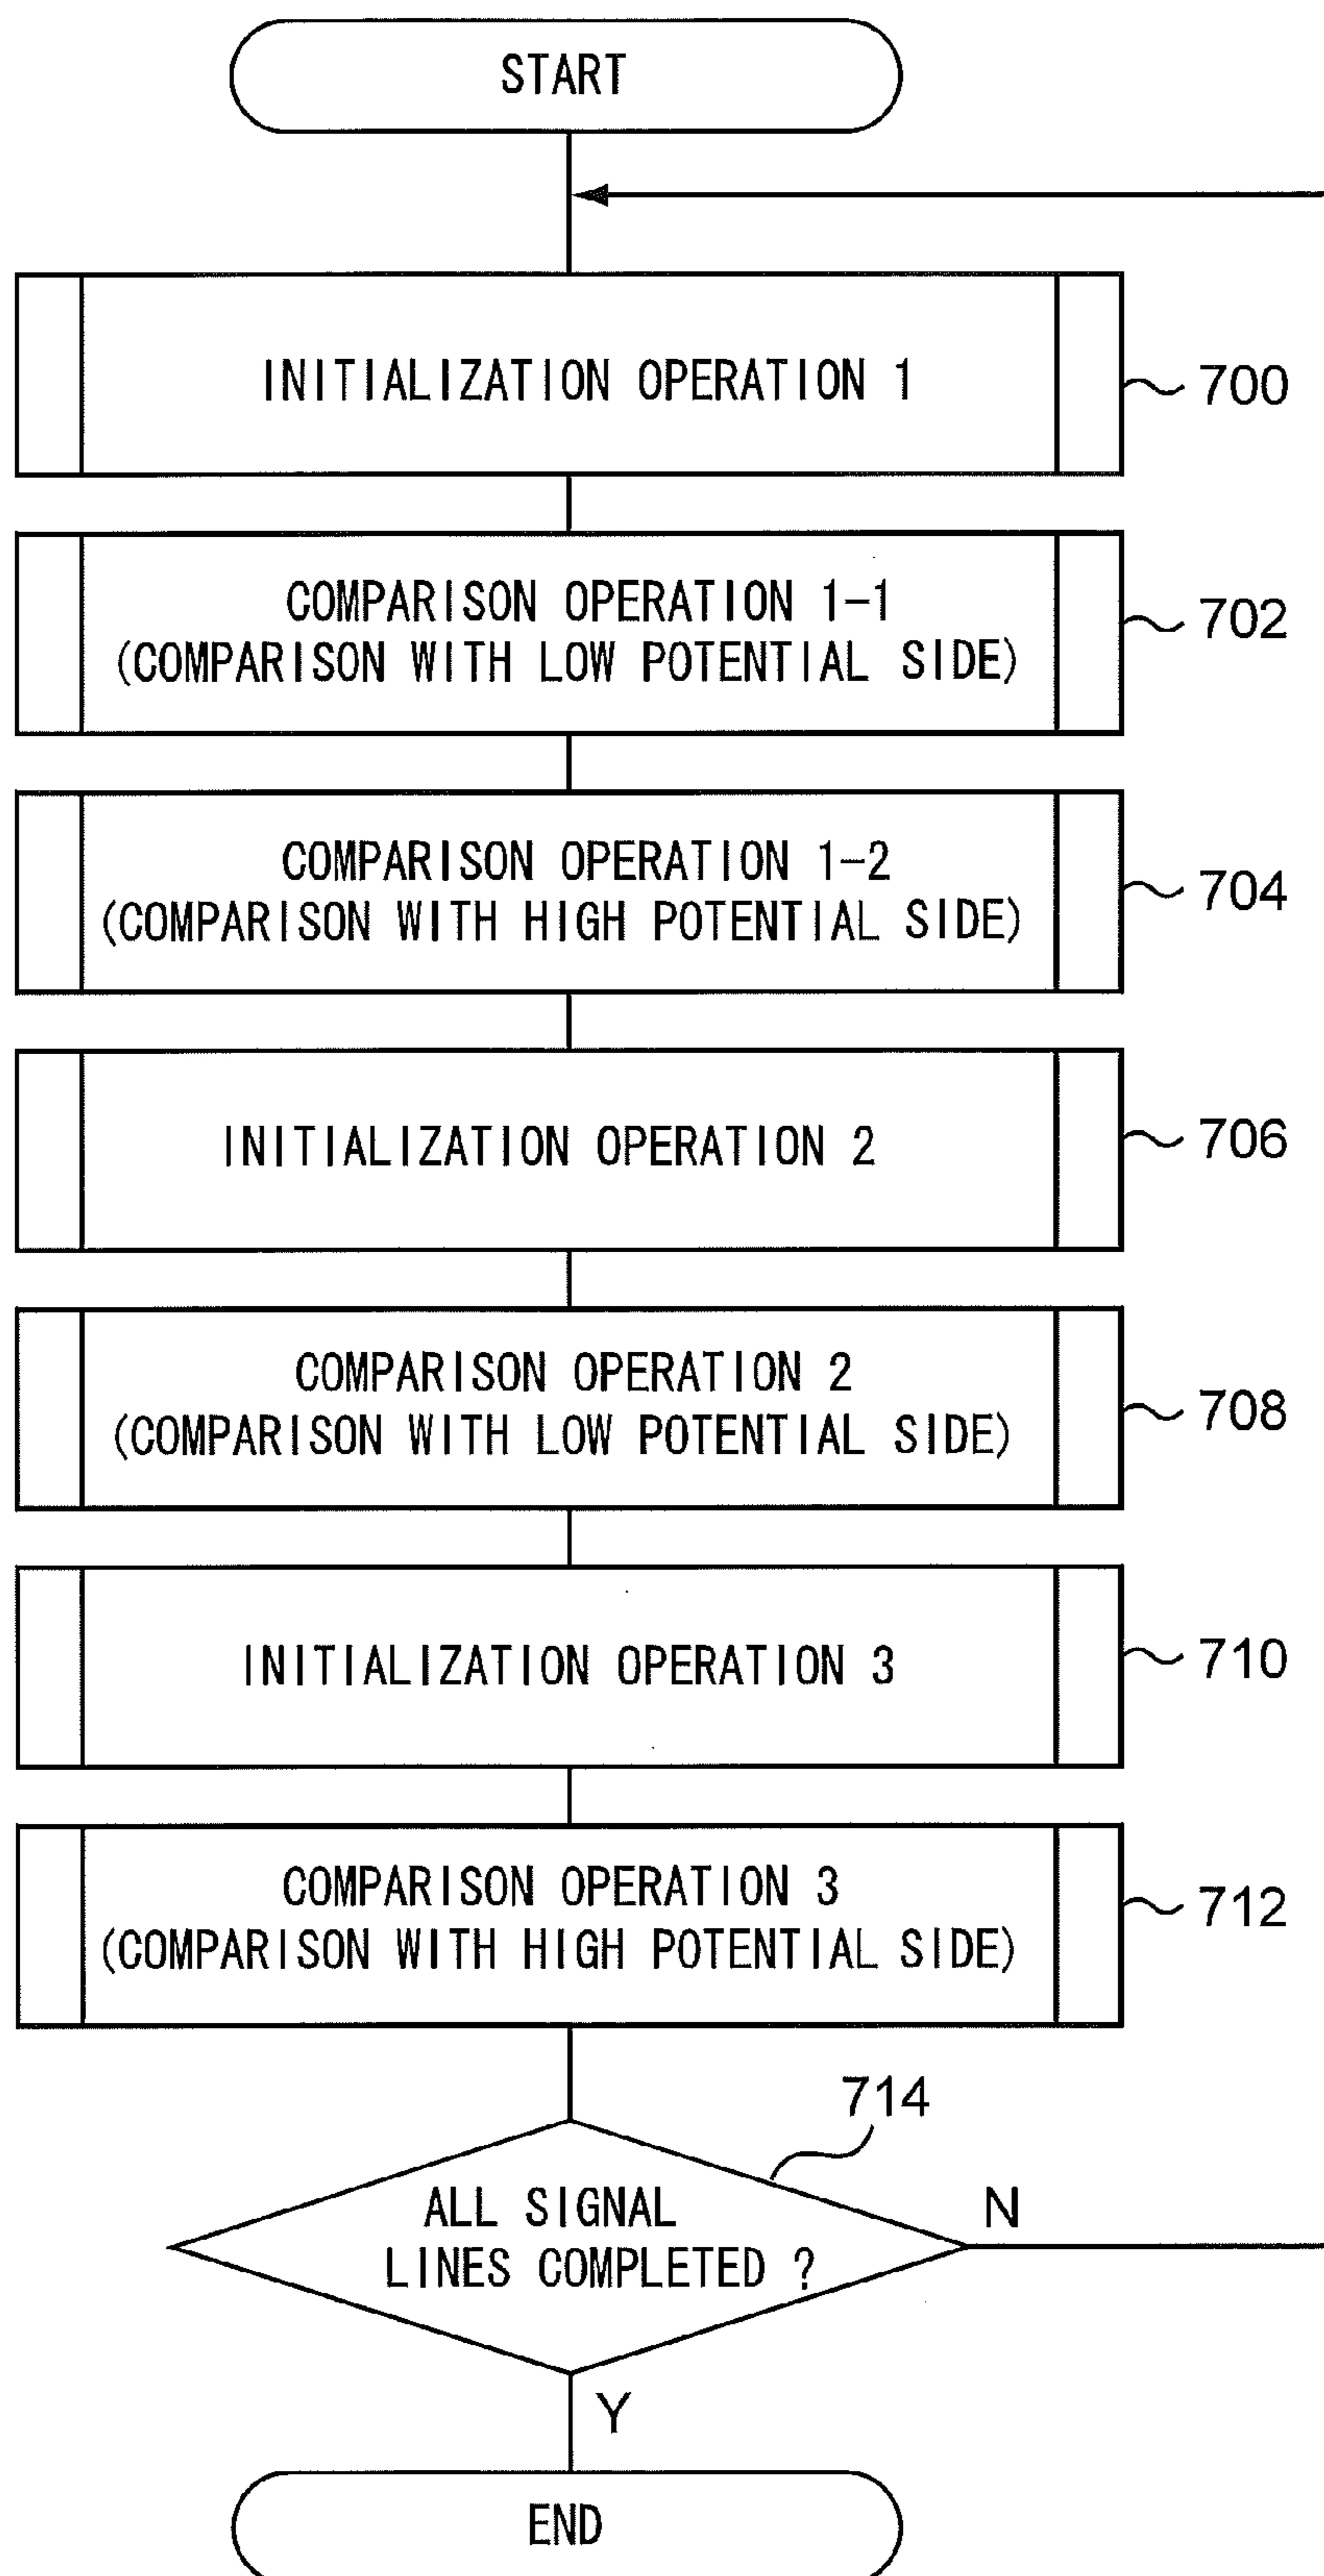 START
INITIALIZATION OPERATION 1
700
COMPARISON OPERATION 1-1
(COMPARISON WITH LOW POTENTIAL SIDE)
702
COMPARISON OPERATION 1-2
(COMPARISON WITH HIGH POTENTIAL SIDE)
704
INITIALIZATION OPERATION 2
706
COMPARISON OPERATION 2
(COMPARISON WITH LOW POTENTIAL SIDE)
708
INITIALIZATION OPERATION 3
710
COMPARISON OPERATION 3
(COMPARISON WITH HIGH POTENTIAL SIDE)
712
714
ALL SIGNAL
LINES COMPLETED ?
N
Y
END